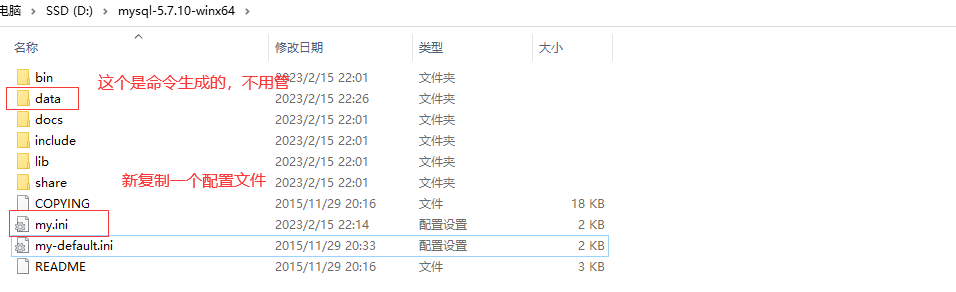 电脑 > SSD (D:) > mysql-5.7.10-winx64 >
名称 修改日期 类型 大小
bin 2023/2/15 22:01 文件夹
这个是命令生成的，不用管
data 2023/2/15 22:26 文件夹
docs 2023/2/15 22:01 文件夹
include 2023/2/15 22:01 文件夹
lib 2023/2/15 22:01 文件夹
share 2023/2/15 22:01 文件夹
新复制一个配置文件
COPYING 2015/11/29 20:16 文件 18 KB
my.ini 2023/2/15 22:14 配置设置 2 KB
my-default.ini 2015/11/29 20:33 配置设置 2 KB
README 2015/11/29 20:16 文件 3 KB